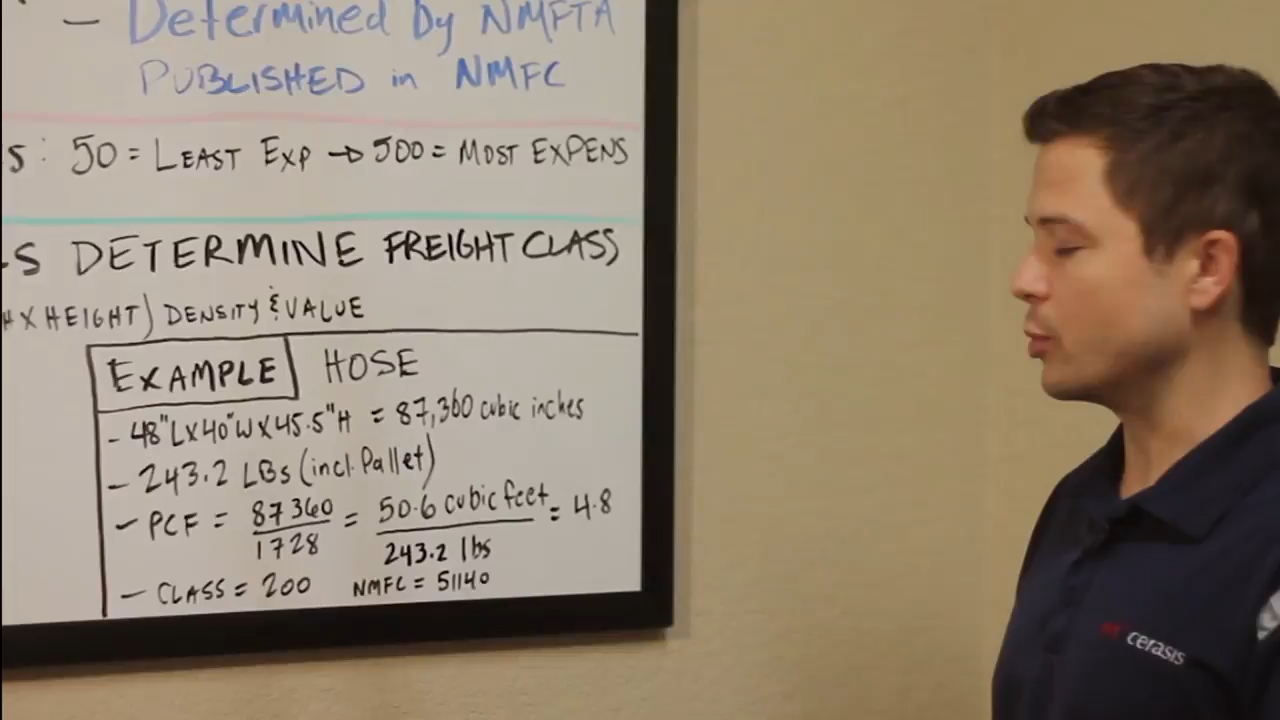 - Determined by NMFTA
PUBLISHED in NMFC
S: 50 = LEAST EXP → 500 = MOST EXPENS
LS DETERMINE FREIGHT CLASS
H X HEIGHT) DENSITY & VALUE
EXAMPLE HOSE
- 48"L X 40"W X 45.5"H = 87,360 cubic inches
- 243.2 LBs (incl. Pallet)
- PCF = 87360/1728 = 50.6 cubic feet/243.2 lbs = 4.8
- CLASS = 200 NMFC = 51140
cerasis